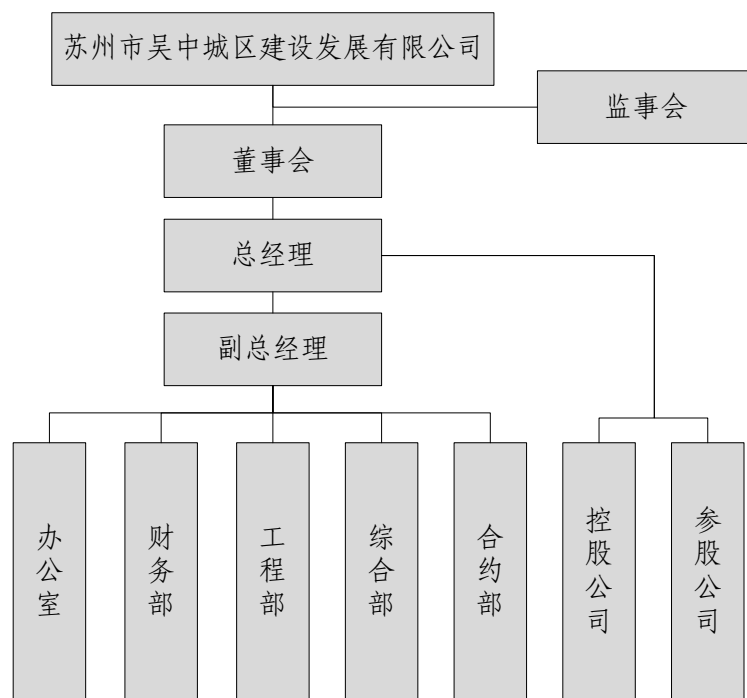 苏州市吴中城区建设发展有限公司
监事会
董事会
总经理
副总经理
办公室
财务部
工程部
综合部
合约部
控股公司
参股公司